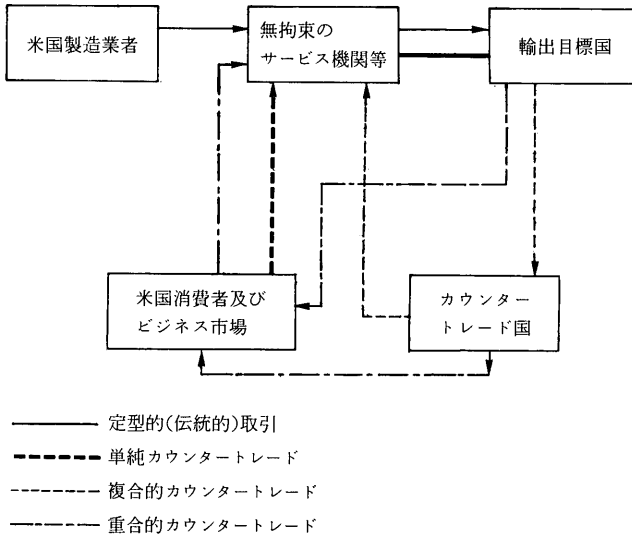 米国製造業者
無拘束の
サービス機関等
輸出目標国
米国消費者及び
ビジネス市場
カウンター
トレード国
定型的(伝統的)取引
単純カウンタートレード
複合的カウンタートレード
重合的カウンタートレード